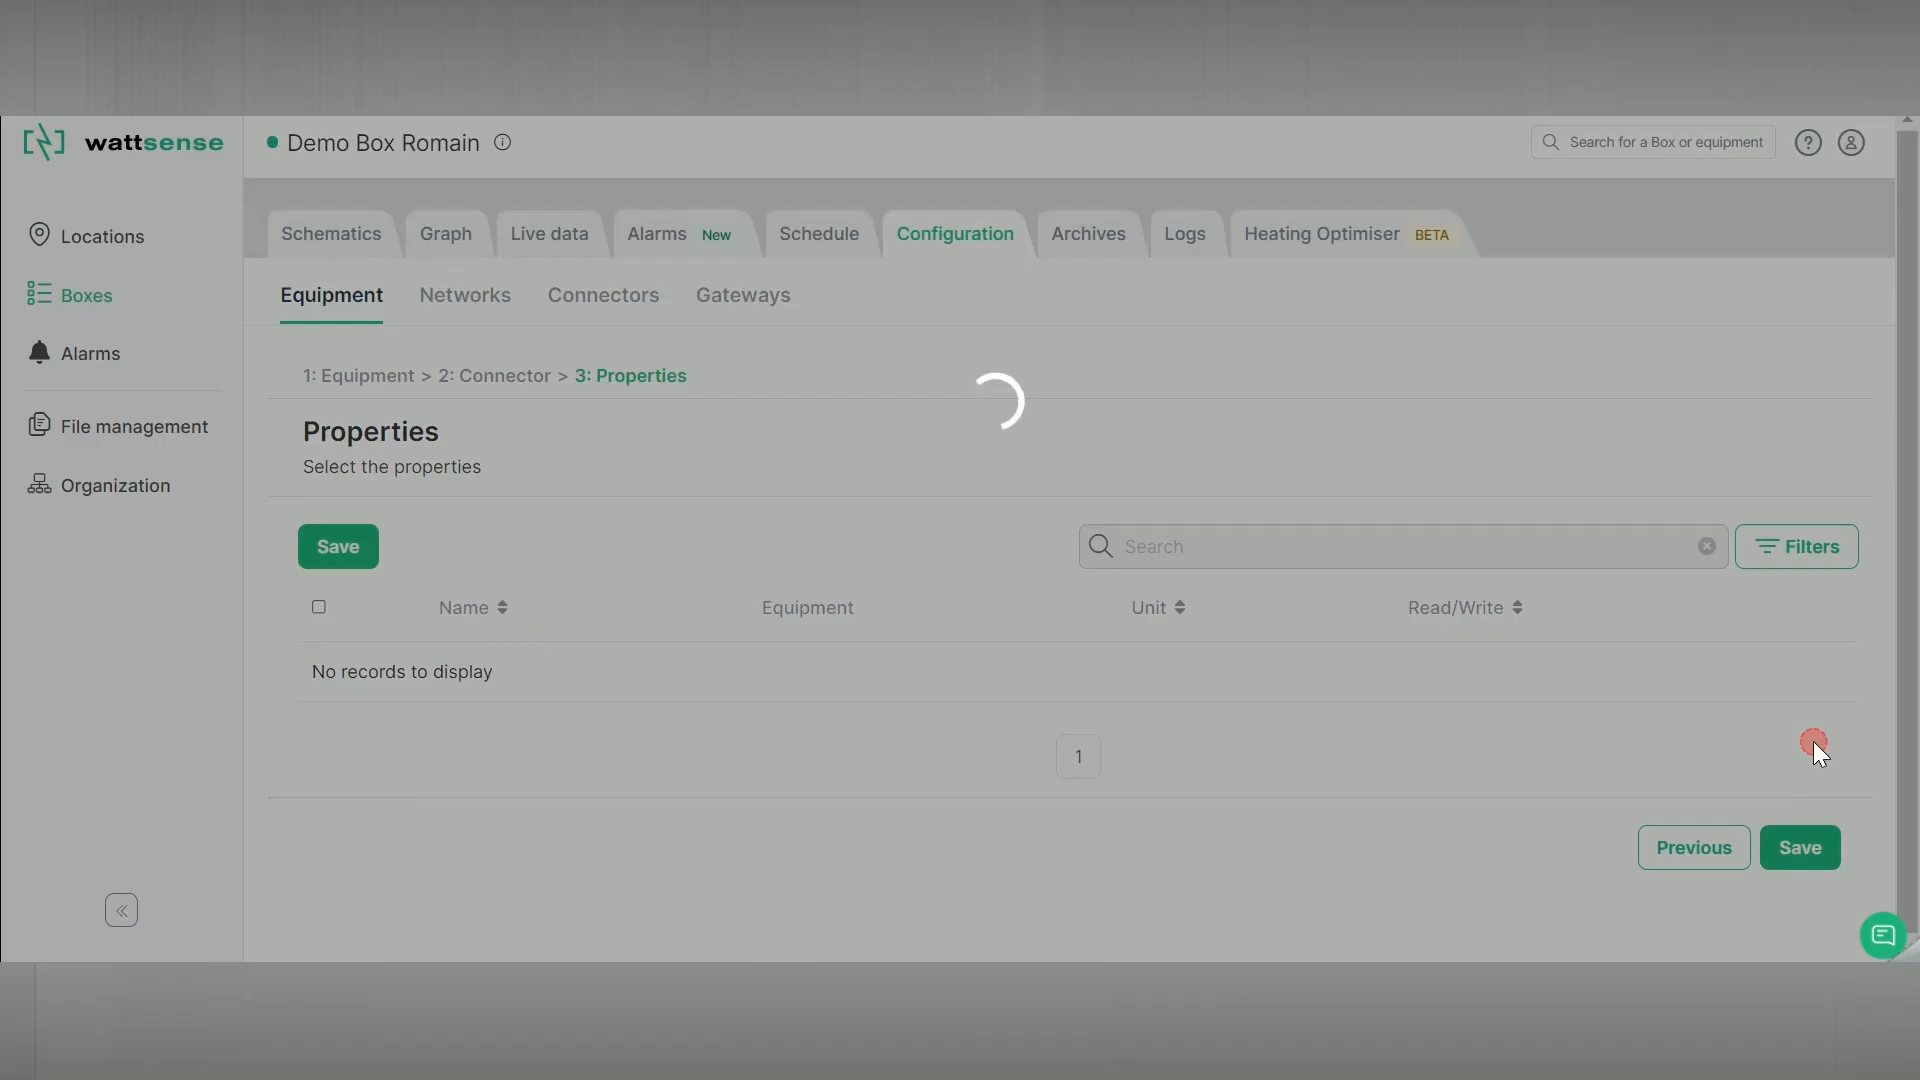 wattsense
Demo Box Romain
Search for a Box or equipment
Locations
Boxes
Alarms
File management
Organization
Schematics
Graph
Live data
Alarms New
Schedule
Configuration
Archives
Logs
Heating Optimiser BETA
Equipment
Networks
Connectors
Gateways
1: Equipment > 2: Connector > 3: Properties
Properties
Select the properties
Save
Search
Filters
Name
Equipment
Unit
Read/Write
No records to display
1
Previous
Save